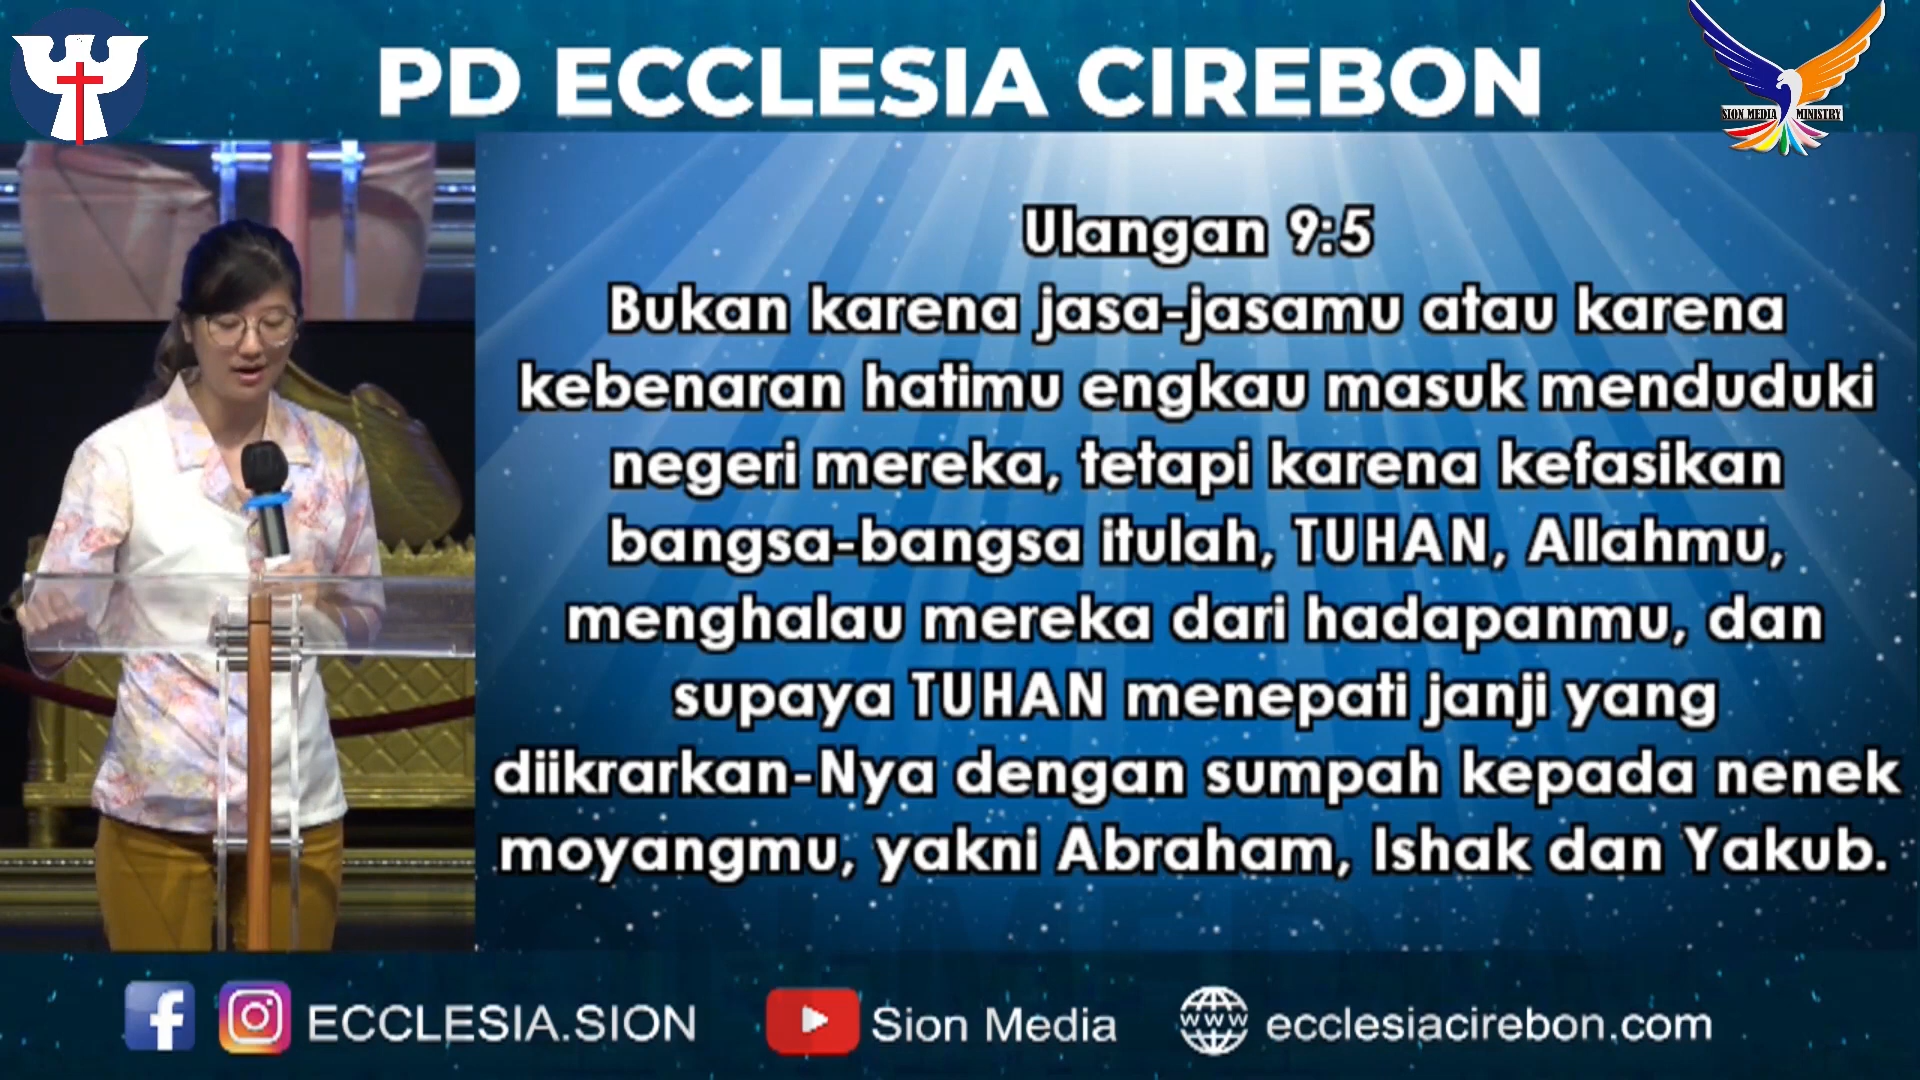 PD ECCLESIA CIREBON
SION MEDIA MINISTRY
Ulangan 9:5
Bukan karena jasa-jasamu atau karena
kebenaran hatimu engkau masuk menduduki
negeri mereka, tetapi karena kefasikan
bangsa-bangsa itulah, TUHAN, Allahmu,
menghalau mereka dari hadapanmu, dan
supaya TUHAN menepati janji yang
diikrarkan-Nya dengan sumpah kepada nenek
moyangmu, yakni Abraham, Ishak dan Yakub.
f ECCLESIA.SION
Sion Media
www ecclesiacirebon.com